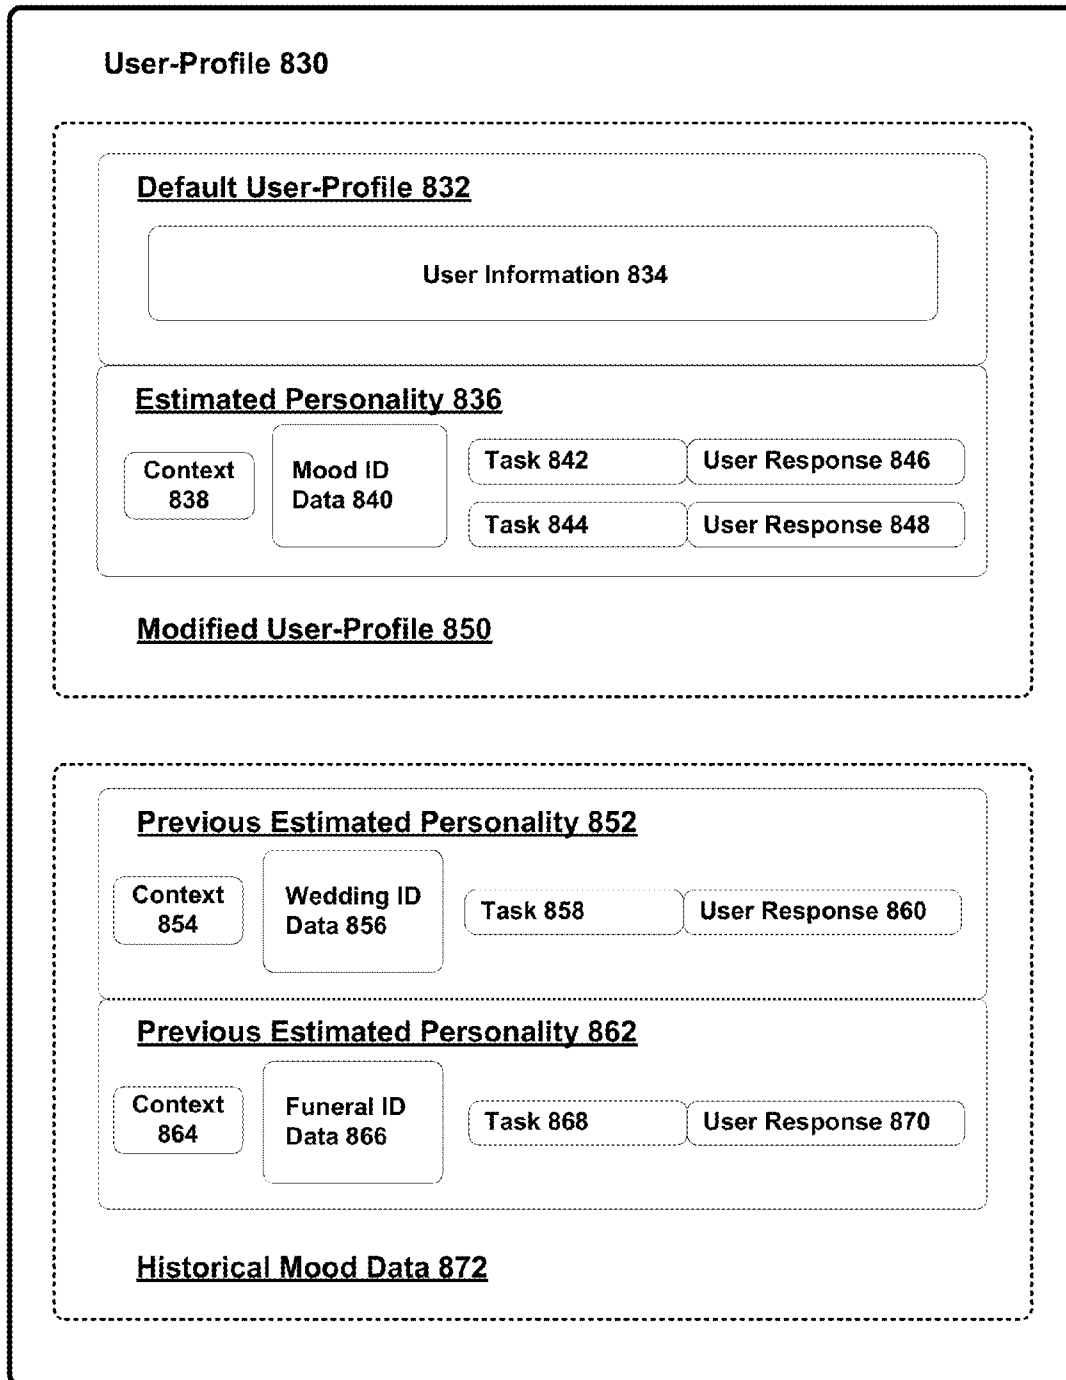 User-Profile 830
Default User-Profile 832
User Information 834
Estimated Personality 836
Context
838
Mood ID
Data 840
Task 842
User Response 846
Task 844
User Response 848
Modified User-Profile 850
Previous Estimated Personality 852
Context
854
Wedding ID
Data 856
Task 858
User Response 860
Previous Estimated Personality 862
Context
864
Funeral ID
Data 866
Task 868
User Response 870
Historical Mood Data 872